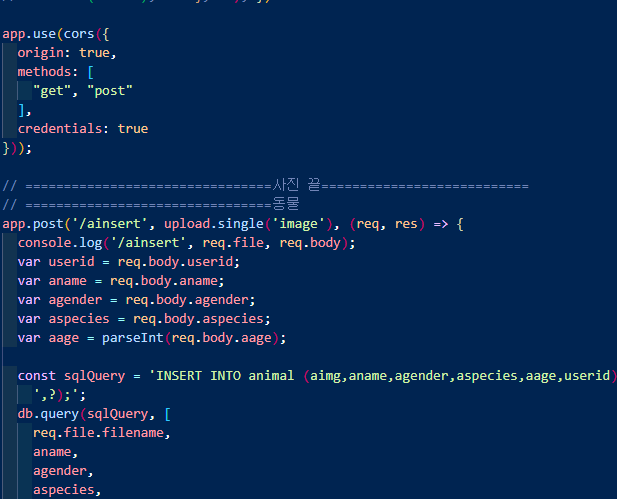 app.use(cors({
  origin: true,
  methods: [
    "get", "post"
  ],
  credentials: true
}));
// ================================사진 끝===========================
// ================================동물
app.post('/ainsert', upload.single('image'), (req, res) => {
  console.log('/ainsert', req.file, req.body);
  var userid = req.body.userid;
  var aname = req.body.aname;
  var agender = req.body.agender;
  var aspecies = req.body.aspecies;
  var aage = parseInt(req.body.aage);
  const sqlQuery = 'INSERT INTO animal (aimg,aname,agender,aspecies,aage,userid)
    ',?);';
  db.query(sqlQuery, [
    req.file.filename,
    aname,
    agender,
    aspecies,